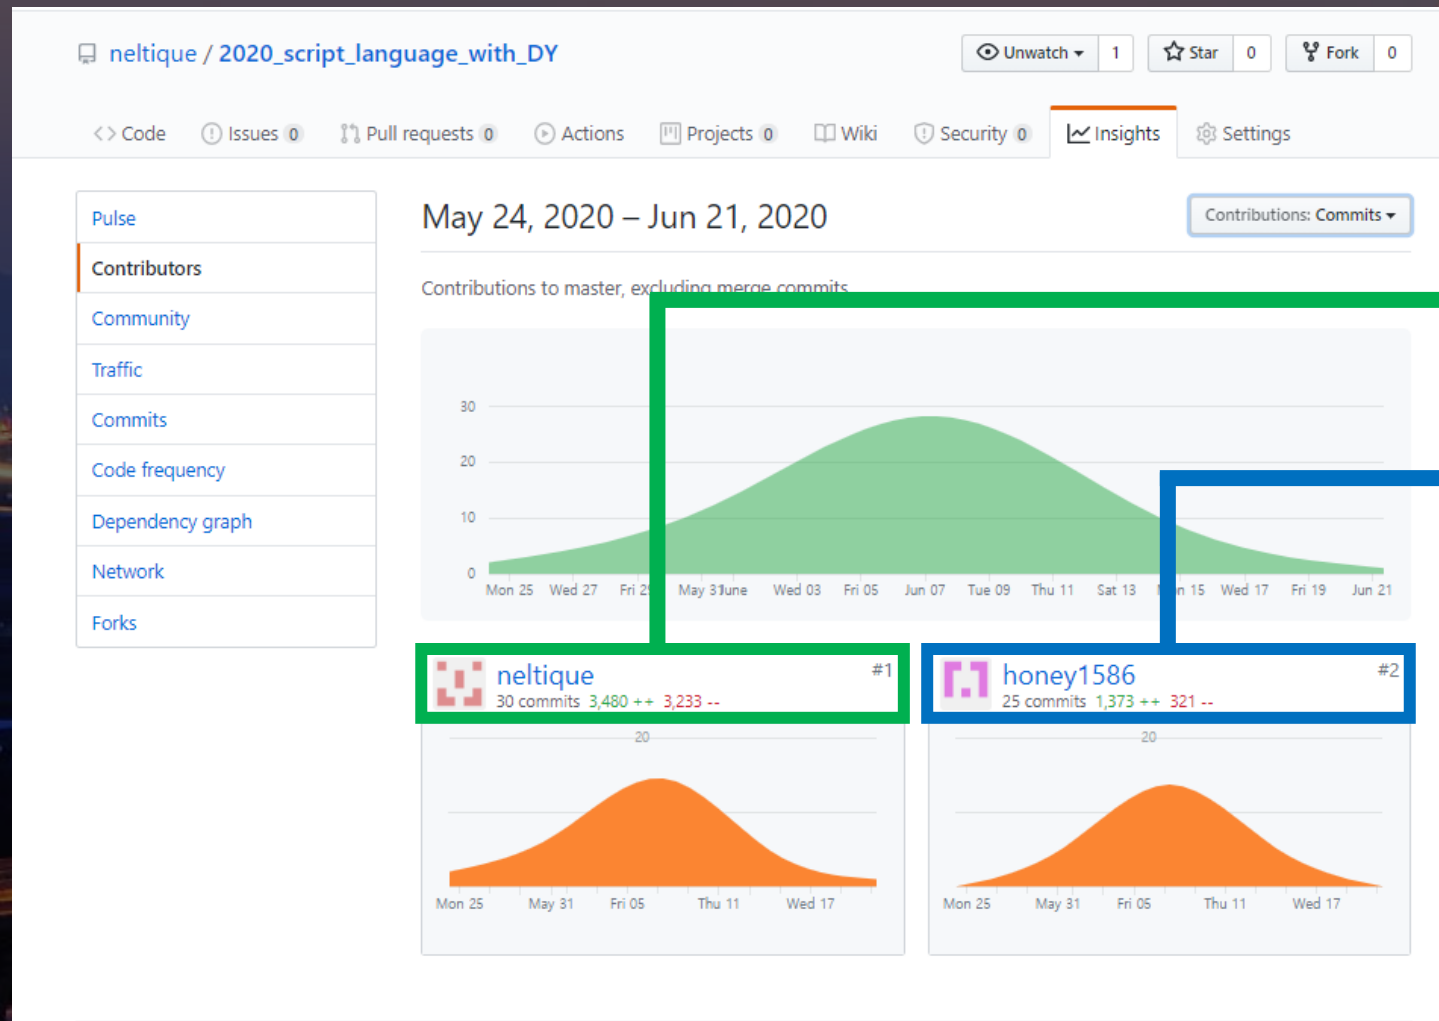 neltique / 2020_script_language_with_DY
Unwatch 1 Star 0 Fork 0
Code Issues 0 Pull requests 0 Actions Projects 0 Wiki Security 0 Insights Settings
Pulse
Contributors
Community
Traffic
Commits
Code frequency
Dependency graph
Network
Forks
May 24, 2020 – Jun 21, 2020
Contributions: Commits
Contributions to master, excluding merge commits
30
20
10
0
Mon 25 Wed 27 Fri May 31 June Wed 03 Fri 05 Jun 07 Tue 09 Thu 11 Sat 13 15 Wed 17 Fri 19 Jun 21
neltique #1
30 commits 3,480 ++ 3,233 --
20
Mon 25 May 31 Fri 05 Thu 11 Wed 17
honey1586 #2
25 commits 1,373 ++ 321 --
20
Mon 25 May 31 Fri 05 Thu 11 Wed 17